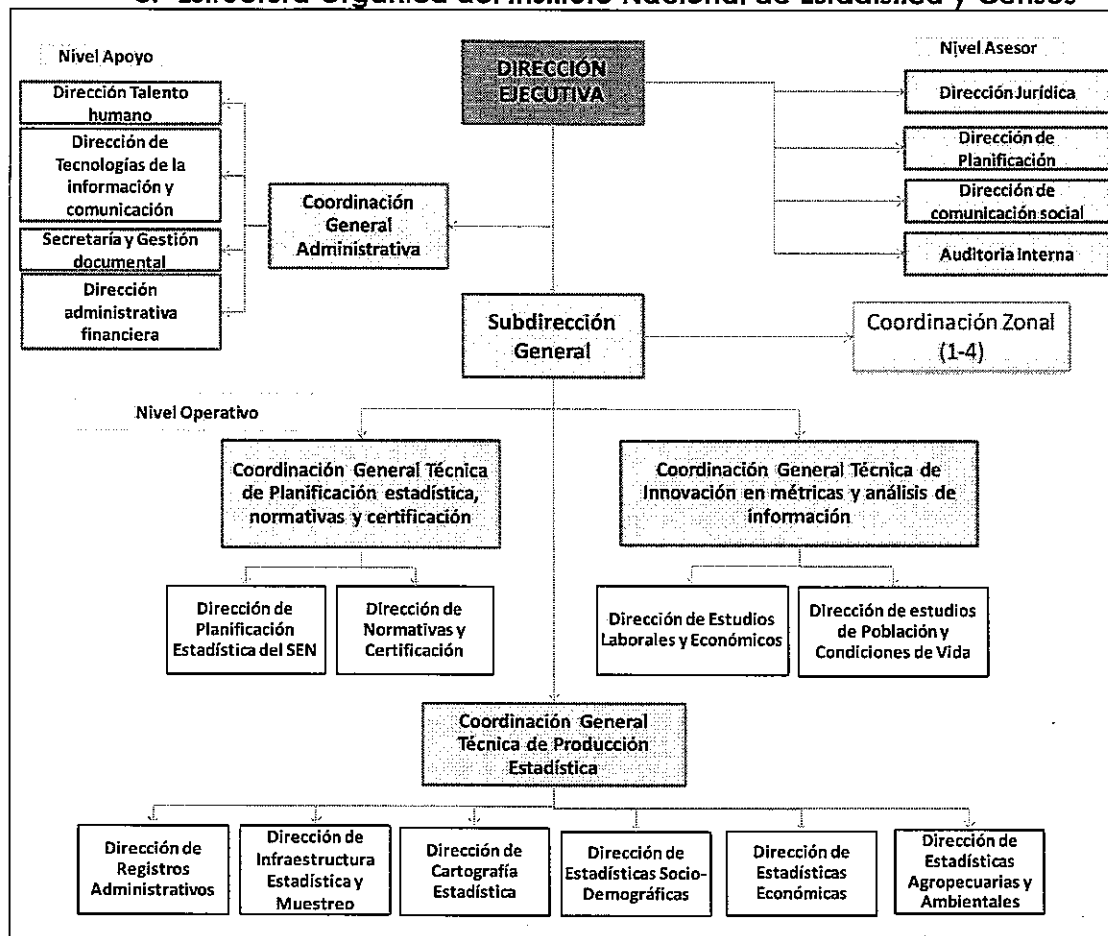 Estructura Orgánica del Instituto Nacional de Estadística y Censos
Nivel Apoyo
Nivel Asesor
DIRECCIÓN
EJECUTIVA
Dirección Talento
humano
Dirección de
Tecnologías de la
información y
comunicación
Secretaría y Gestión
documental
Dirección
administrativa
financiera
Coordinación
General
Administrativa
Dirección Jurídica
Dirección de
Planificación
Dirección de
comunicación social
Auditoria Interna
Subdirección
General
Coordinación Zonal
(1-4)
Nivel Operativo
Coordinación General Técnica
de Planificación estadística,
normativas y certificación
Coordinación General Técnica de
Innovación en métricas y análisis de
información
Dirección de
Planificación
Estadística del SEN
Dirección de
Normativas y
Certificación
Dirección de Estudios
Laborales y Económicos
Dirección de estudios
de Población y
Condiciones de Vida
Coordinación General
Técnica de Producción
Estadística
Dirección de
Registros
Administrativos
Dirección de
Infraestructura
Estadística y
Muestreo
Dirección de
Cartografía
Estadística
Dirección de
Estadísticas Socio-
Demográficas
Dirección de
Estadísticas
Económicas
Dirección de
Estadísticas
Agropecuarias y
Ambientales